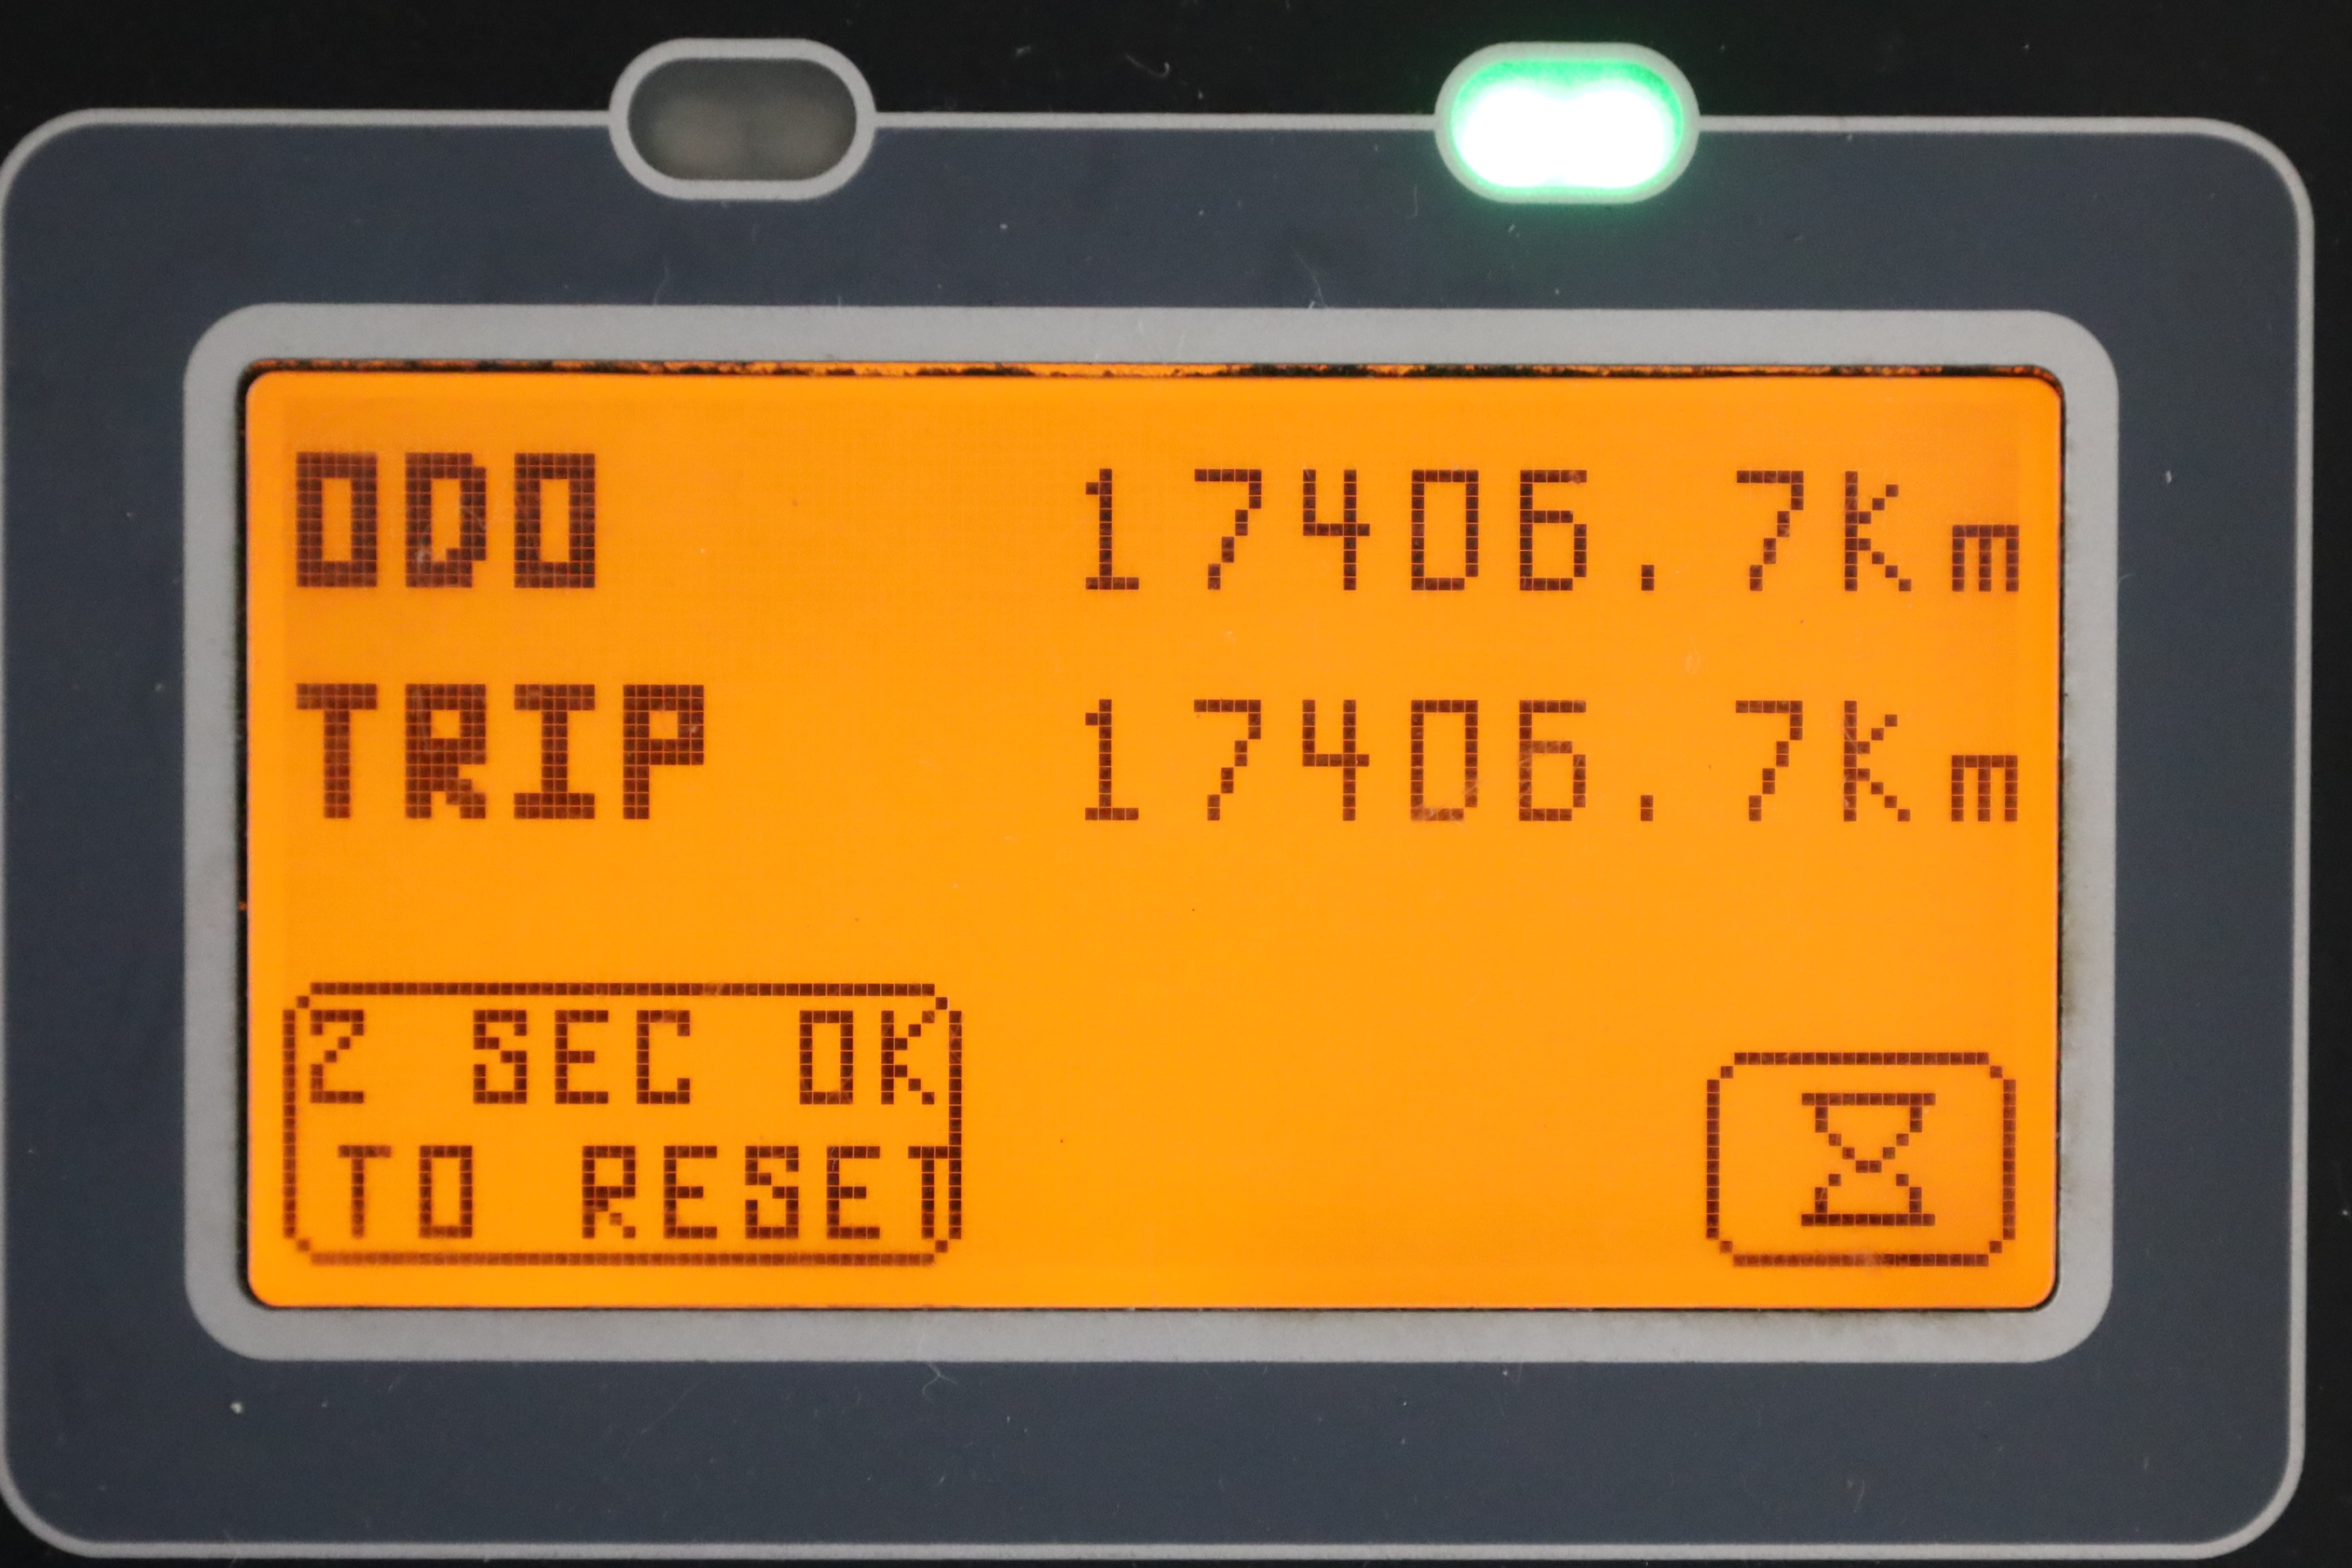 ODO 17406.7Km
TRIP 17406.7Km
2 SEC OK
TO RESET